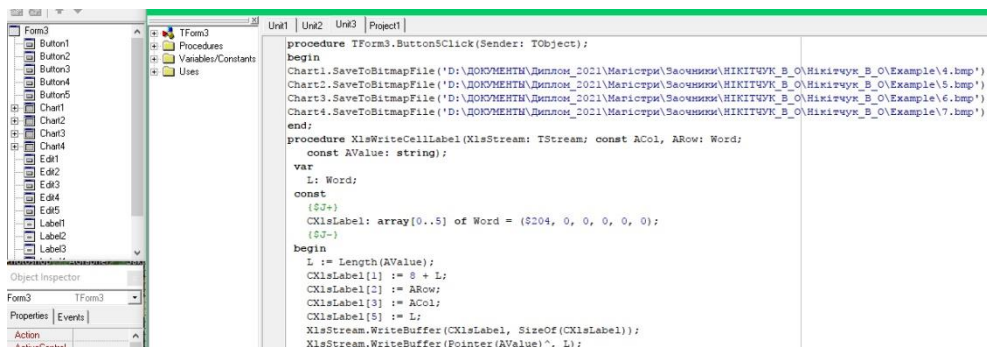 Form3
Button1
Button2
Button3
Button4
Button5
Chart1
Chart2
Chart3
Chart4
Edit1
Edit2
Edit3
Edit4
Edit5
Label1
Label2
Label3
Object Inspector
Form3 TForm3
Properties Events
Action
TForm3
Procedures
Variables/Constants
Uses
Unit1 Unit2 Unit3 Project1
procedure TForm3.Button5Click(Sender: TObject);
begin
Chart1.SaveToBitmapFile('D:\ДОКУМЕНТЫ\Диплом_2021\Магістри\Заочники\НІКІТЧУК_В_О\Нікітчук_В_О\Example\4.bmp')
Chart2.SaveToBitmapFile('D:\ДОКУМЕНТЫ\Диплом_2021\Магістри\Заочники\НІКІТЧУК_В_О\Нікітчук_В_О\Example\5.bmp')
Chart3.SaveToBitmapFile('D:\ДОКУМЕНТЫ\Диплом_2021\Магістри\Заочники\НІКІТЧУК_В_О\Нікітчук_В_О\Example\6.bmp')
Chart4.SaveToBitmapFile('D:\ДОКУМЕНТЫ\Диплом_2021\Магістри\Заочники\НІКІТЧУК_В_О\Нікітчук_В_О\Example\7.bmp')
end;
procedure XlsWriteCellLabel(XlsStream: TStream; const ACol, ARow: Word;
const AValue: string);
var
L: Word;
const
{$J+}
CXlsLabel: array[0..5] of Word = ($204, 0, 0, 0, 0, 0);
{$J-}
begin
L := Length(AValue);
CXlsLabel[1] := 8 + L;
CXlsLabel[2] := ARow;
CXlsLabel[3] := ACol;
CXlsLabel[5] := L;
XlsStream.WriteBuffer(CXlsLabel, SizeOf(CXlsLabel));
XlsStream.WriteBuffer(Pointer(AValue)^, L);